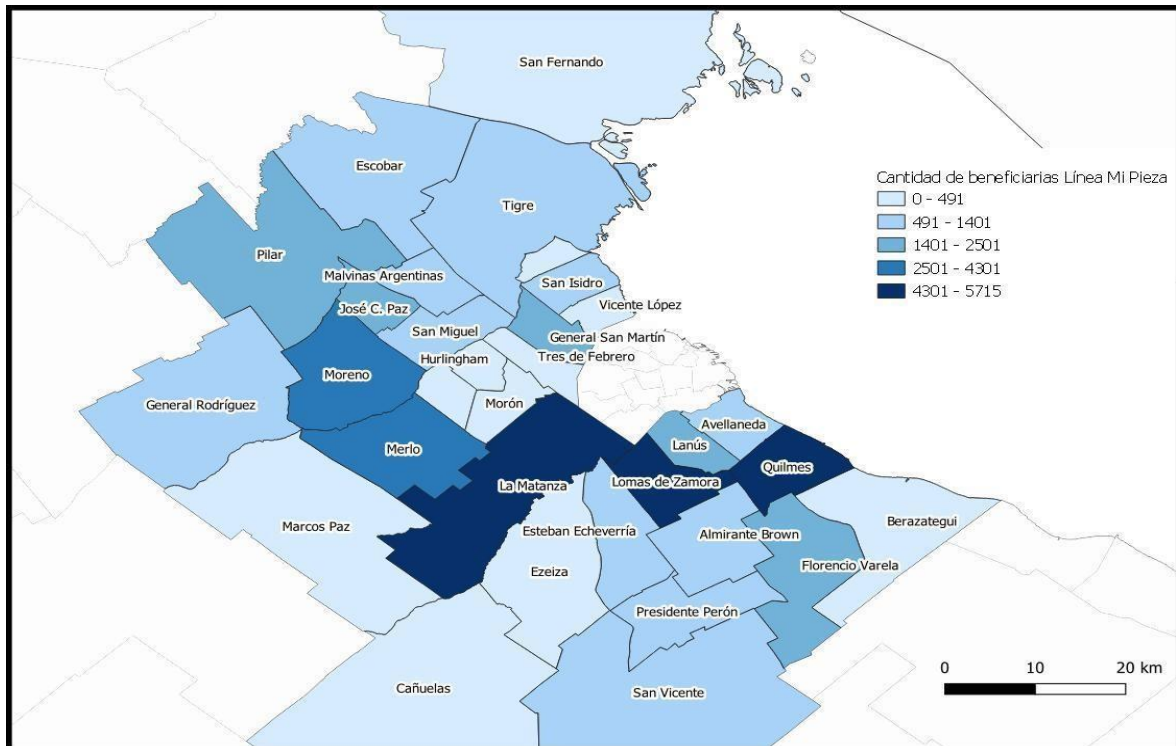 San Fernando
Escobar
Tigre
Cantidad de beneficiarias Línea Mi Pieza
0 - 491
491 - 1401
1401 - 2501
2501 - 4301
4301 - 5715
Pilar
Malvinas Argentinas
San Isidro
José C. Paz
Vicente López
San Miguel
General San Martín
Hurlingham
Tres de Febrero
Moreno
General Rodríguez
Morón
Avellaneda
Merlo
Lanús
Quilmes
La Matanza
Lomas de Zamora
Marcos Paz
Esteban Echeverría
Almirante Brown
Berazategui
Ezeiza
Florencio Varela
Presidente Perón
Cañuelas
San Vicente
0 10 20 km